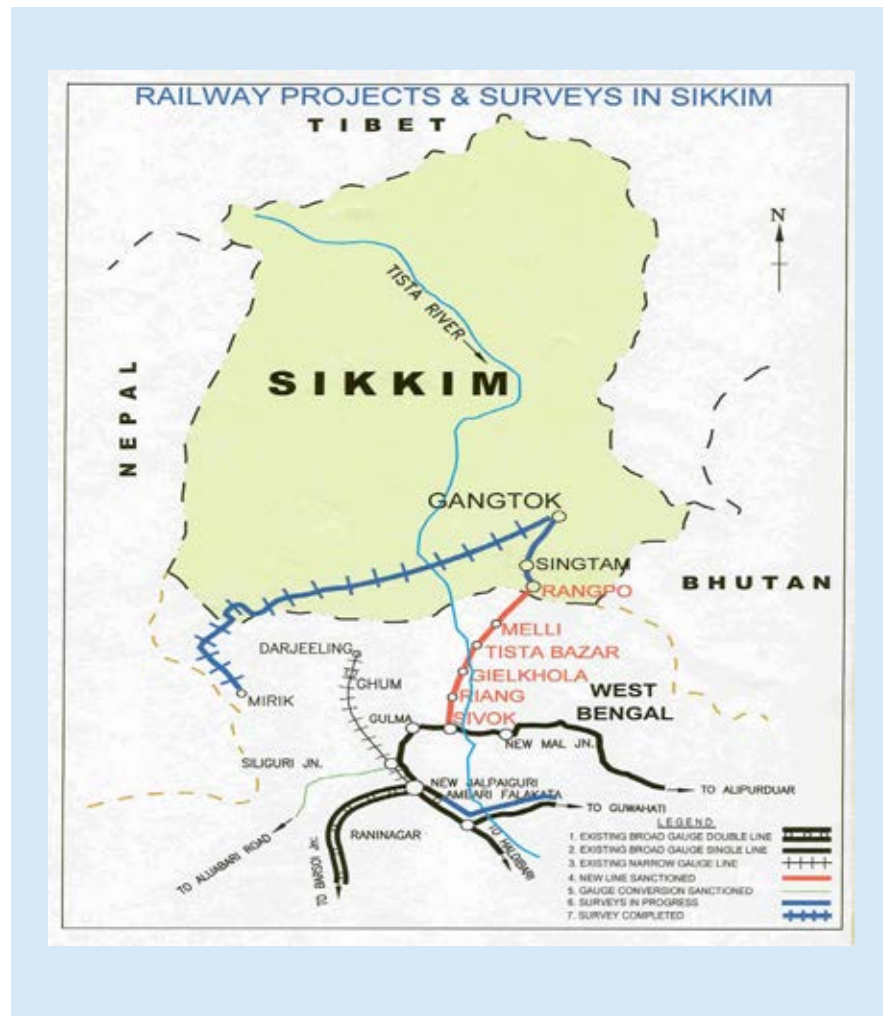 RAILWAY PROJECTS & SURVEYS IN SIKKIM
TIBET
N
TISTA RIVER
SIKKIM
NEPAL
GANGTOK
SINGTAM
RANGPO
BHUTAN
MELLI
DARJEELING
TISTA BAZAR
GHUM
GIELKHOLA
MIRIK
RIANG
WEST
BENGAL
GULMA
SIVOK
NEW MAL JN.
SILIGURI JN.
NEW JALPAIGURI
AMBARI FALAKATA
TO ALIPURDUAR
TO GUWAHATI
RANINAGAR
TO ALUABARI ROAD
TO BARSOI Jn.
TO HALDIBARI
LEGEND
1. EXISTING BROAD GAUGE DOUBLE LINE
2. EXISTING BROAD GAUGE SINGLE LINE
3. EXISTING NARROW GAUGE LINE
4. NEW LINE SANCTIONED
5. GAUGE CONVERSION SANCTIONED
6. SURVEYS IN PROGRESS
7. SURVEY COMPLETED